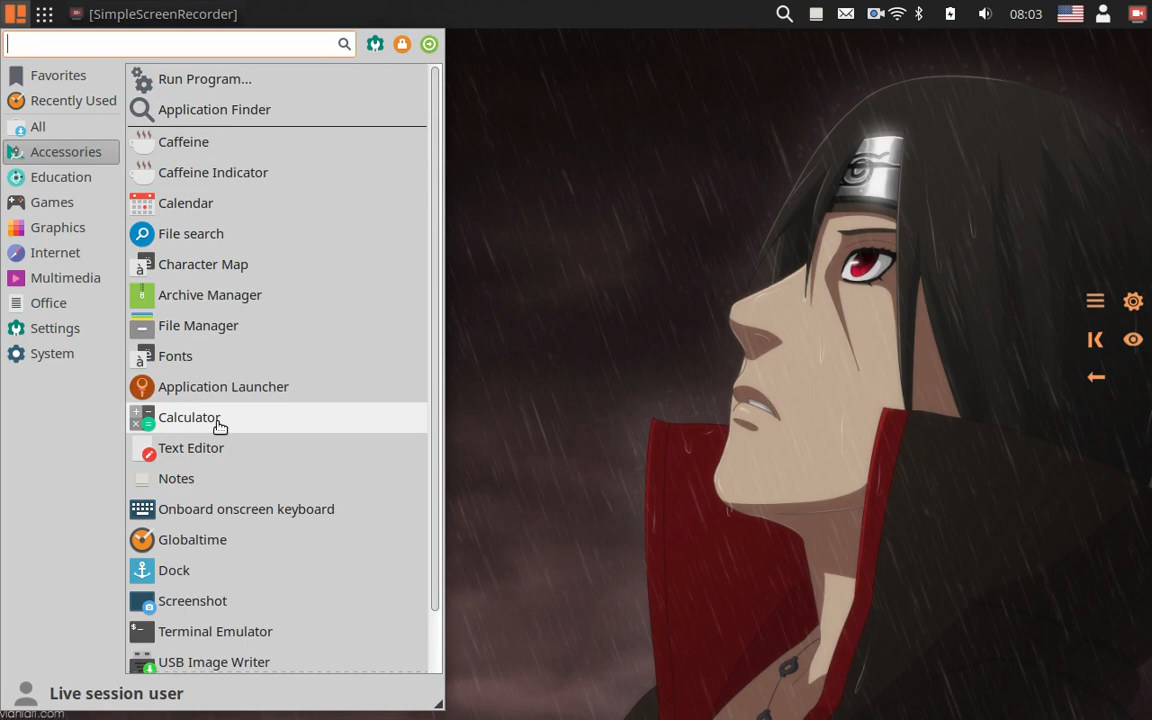 [SimpleScreenRecorder]
08:03
Favorites
Recently Used
All
Accessories
Education
Games
Graphics
Internet
Multimedia
Office
Settings
System
Run Program...
Application Finder
Caffeine
Caffeine Indicator
Calendar
File search
Character Map
Archive Manager
File Manager
Fonts
Application Launcher
Calculator
Text Editor
Notes
Onboard onscreen keyboard
Globaltime
Dock
Screenshot
Terminal Emulator
USB Image Writer
Live session user